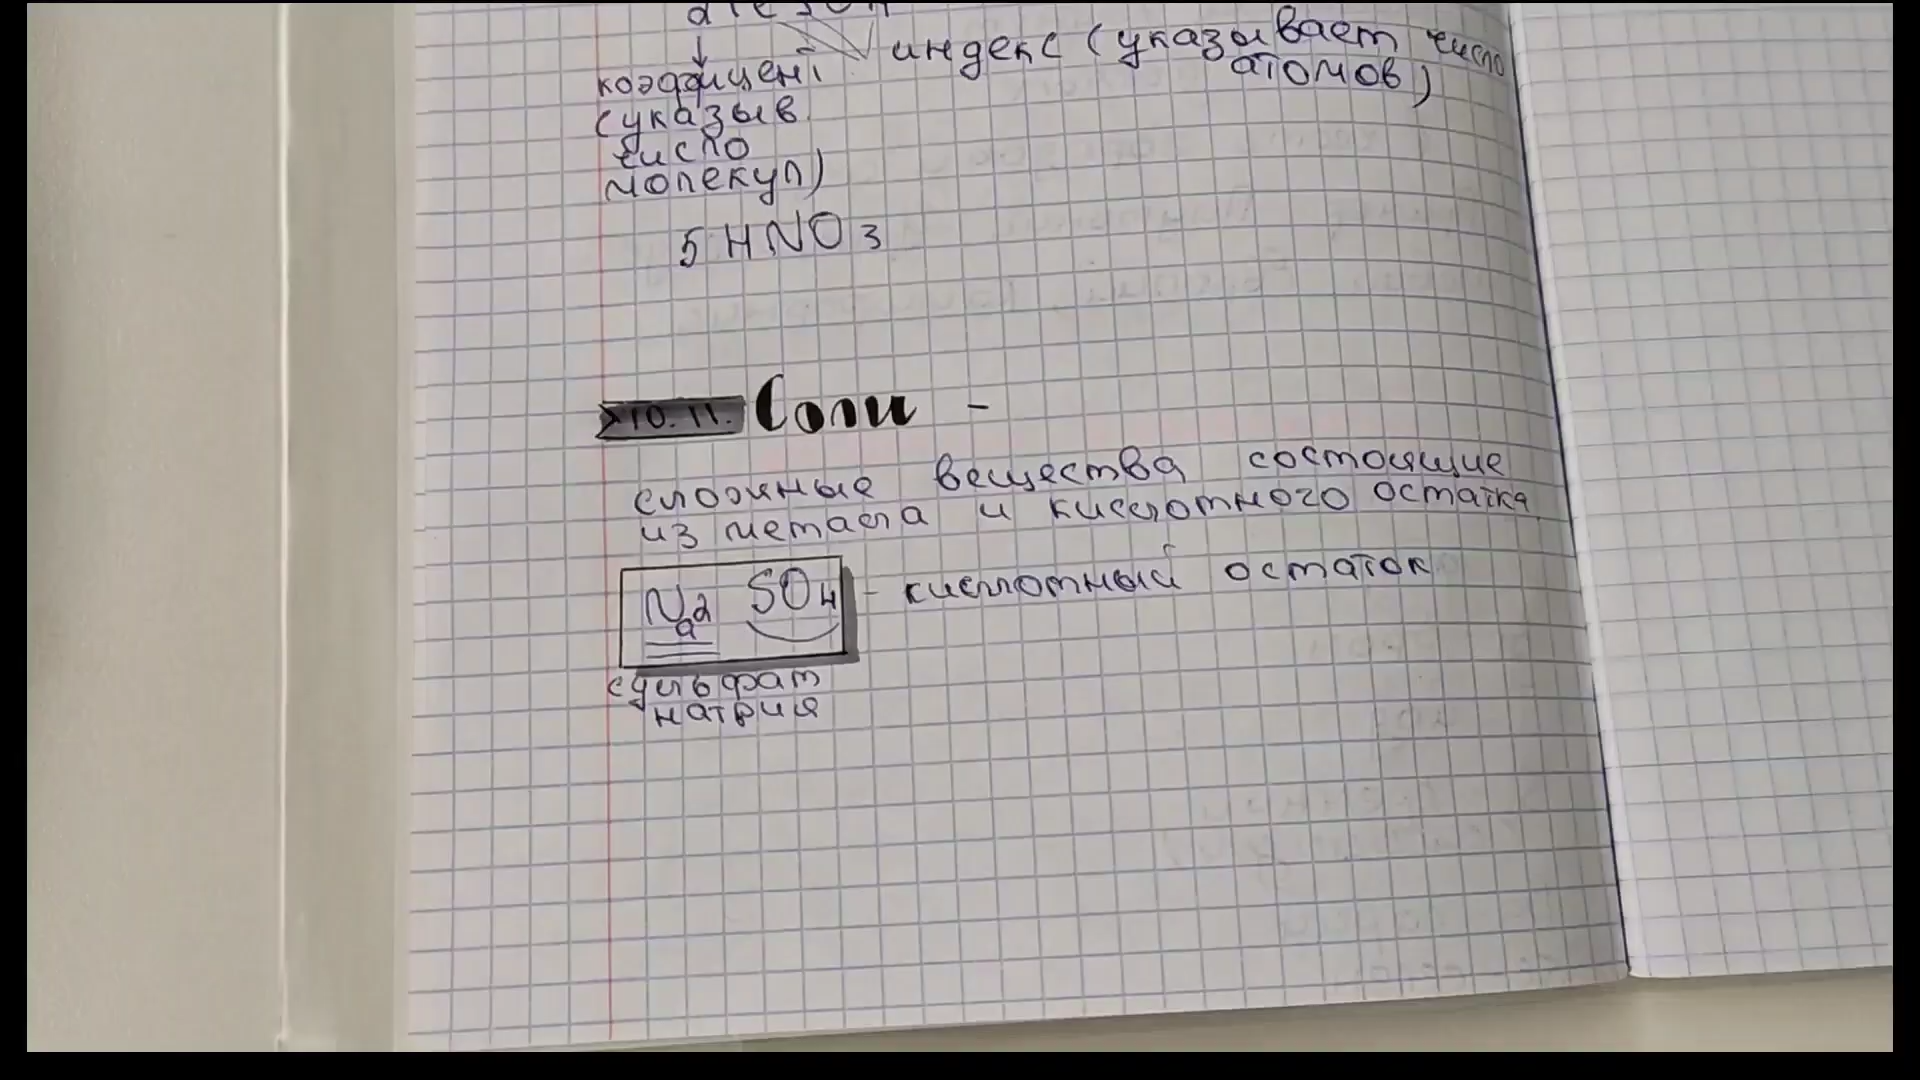 индекс (указывает число
атомов)
коэффициент
(указыв
число
молекул)
5 HNO3
10.11. Соли -
сложные вещества состоящие
из метала и кислотного остатка
Na2 SO4 - кислотный остаток
сульфат
натрия